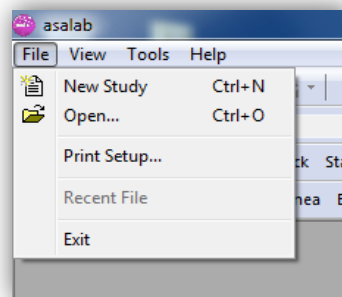 asalab
File View Tools Help
New Study Ctrl+N
Open... Ctrl+O
Print Setup...
Recent File
Exit